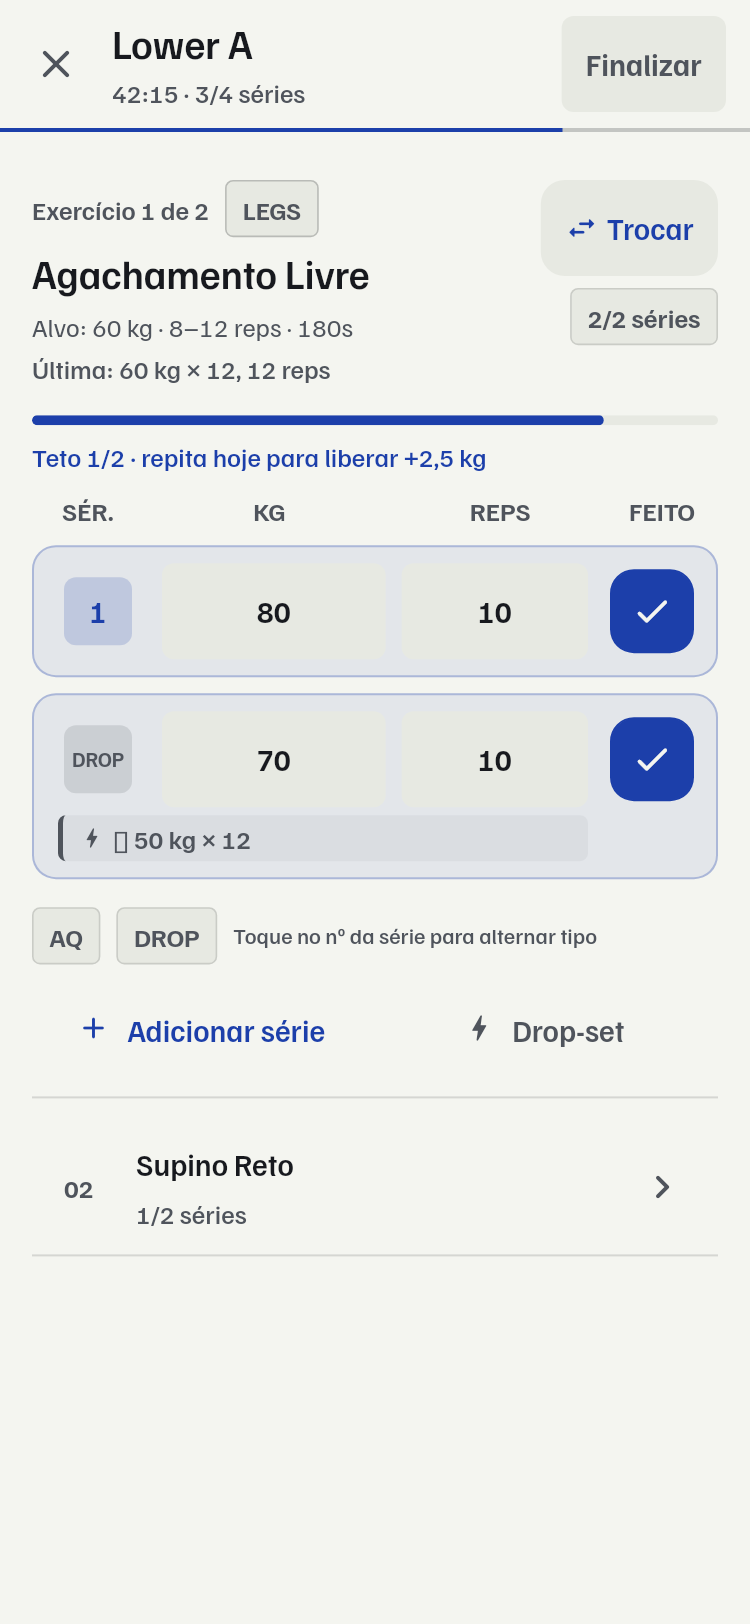 Lower A
42:15 · 3/4 séries
Finalizar
Exercício 1 de 2
LEGS
Trocar
Agachamento Livre
2/2 séries
Alvo: 60 kg · 8–12 reps · 180s
Última: 60 kg × 12, 12 reps
Teto 1/2 · repita hoje para liberar +2,5 kg
SÉR. KG REPS FEITO
1 80 10
DROP 70 10
50 kg × 12
AQ DROP Toque no nº da série para alternar tipo
Adicionar série
Drop-set
02
Supino Reto
1/2 séries